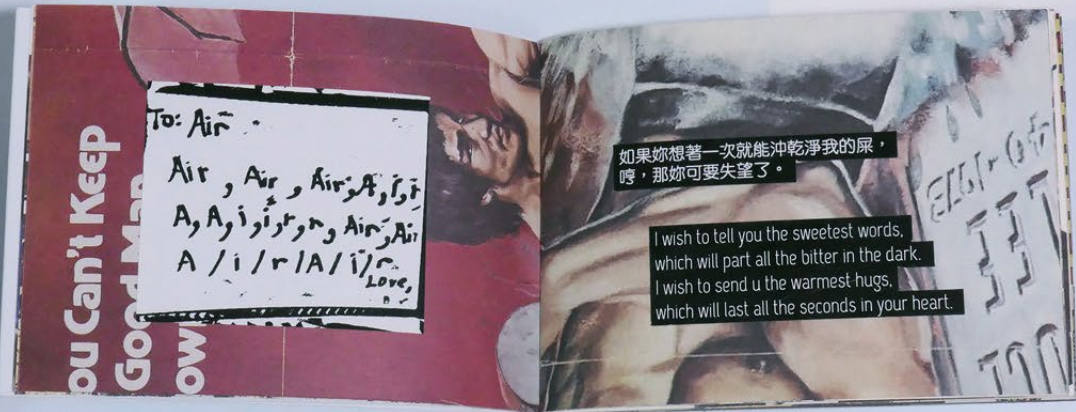 ou Can't Keep
Good Man
own
To: Air
Air, Air, Air, A, i, r,
A, A, i, i, r, r, Air, Air
A / i / r / A / i / r
Love,
如果妳想著一次就能沖乾淨我的屎，
哼，那妳可要失望了。
I wish to tell you the sweetest words,
which will part all the bitter in the dark.
I wish to send u the warmest hugs,
which will last all the seconds in your heart.